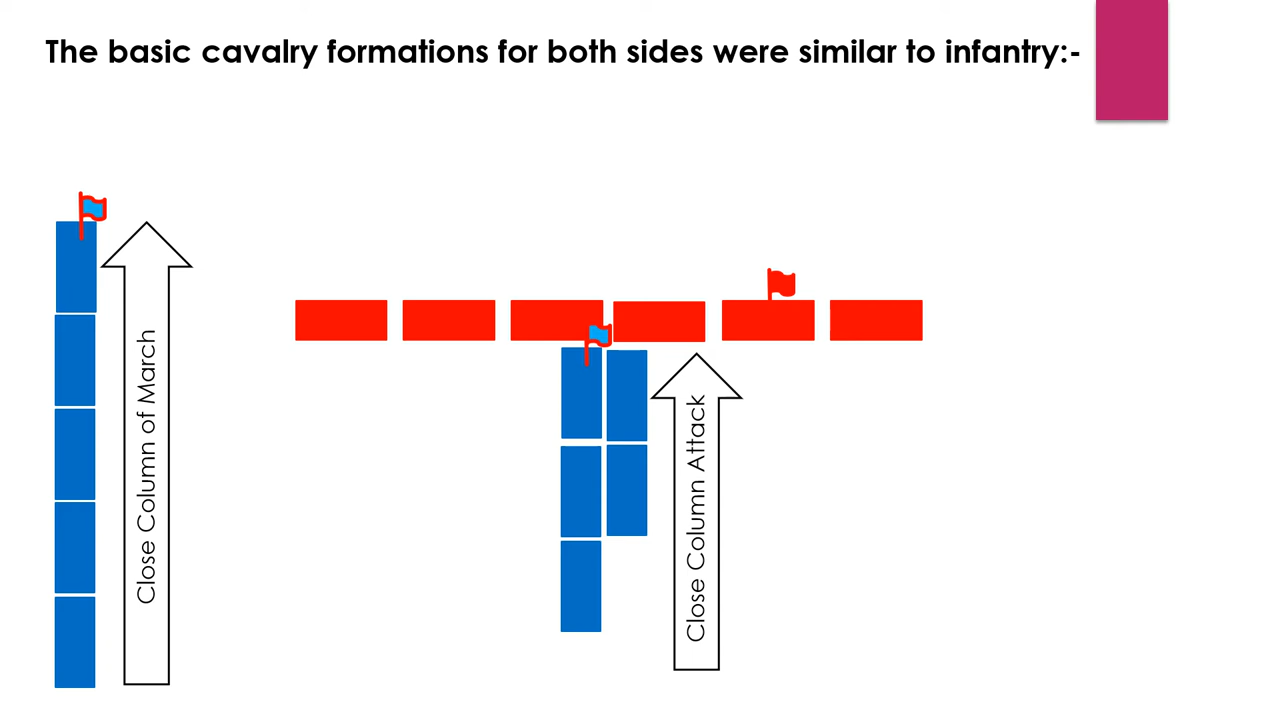 The basic cavalry formations for both sides were similar to infantry:-
Close Column of March
Close Column Attack